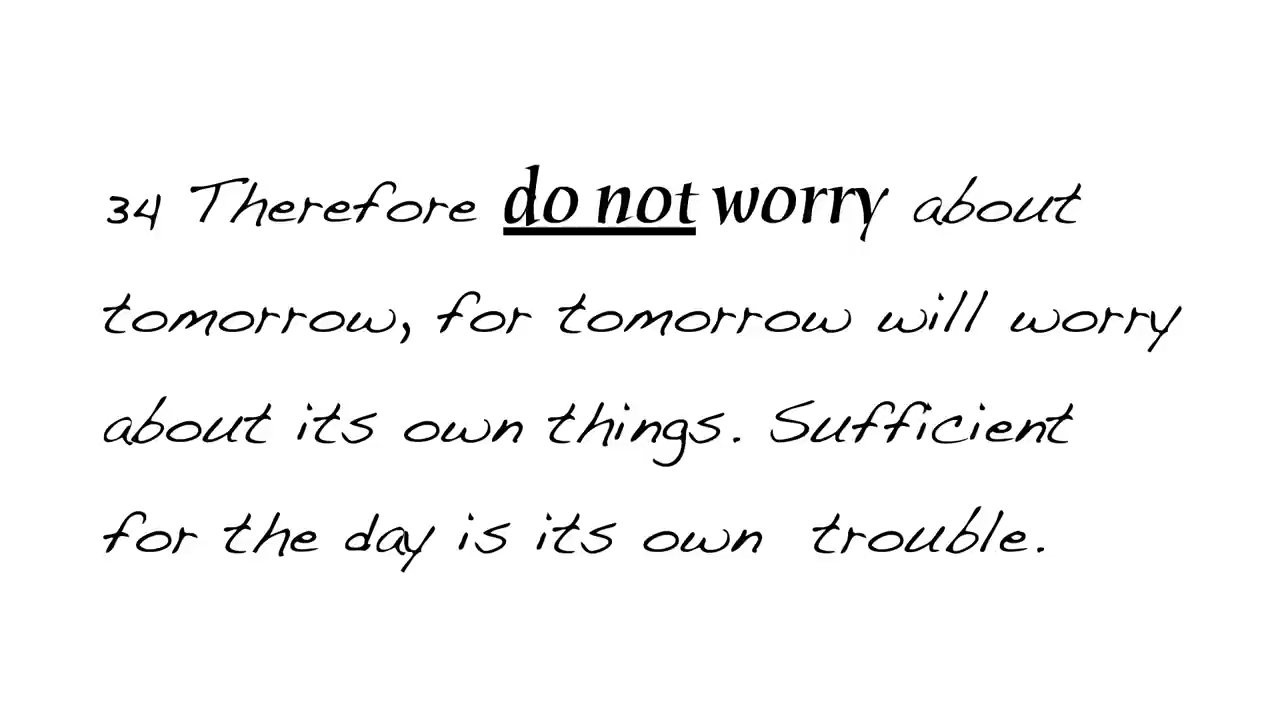 34 Therefore do not worry about
tomorrow, for tomorrow will worry
about its own things. Sufficient
for the day is its own trouble.